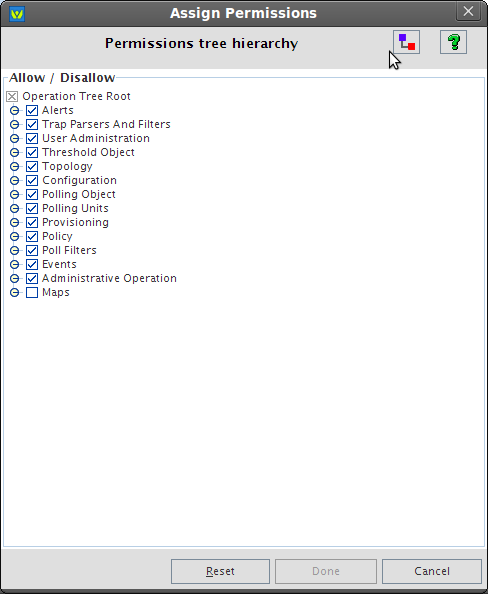 Assign Permissions
Permissions tree hierarchy
Allow / Disallow
Operation Tree Root
Alerts
Trap Parsers And Filters
User Administration
Threshold Object
Topology
Configuration
Polling Object
Polling Units
Provisioning
Policy
Poll Filters
Events
Administrative Operation
Maps
Reset Done Cancel